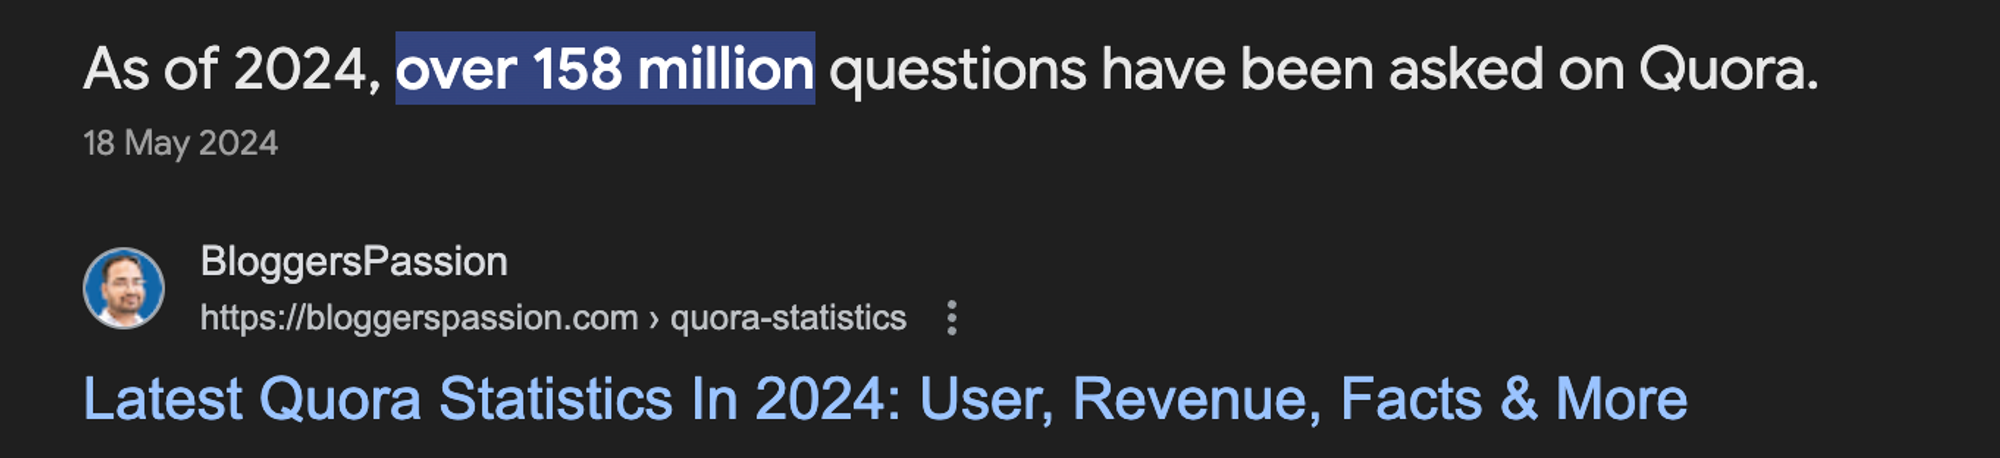 As of 2024, over 158 million questions have been asked on Quora.
18 May 2024
BloggersPassion
https://bloggerspassion.com › quora-statistics
Latest Quora Statistics In 2024: User, Revenue, Facts & More